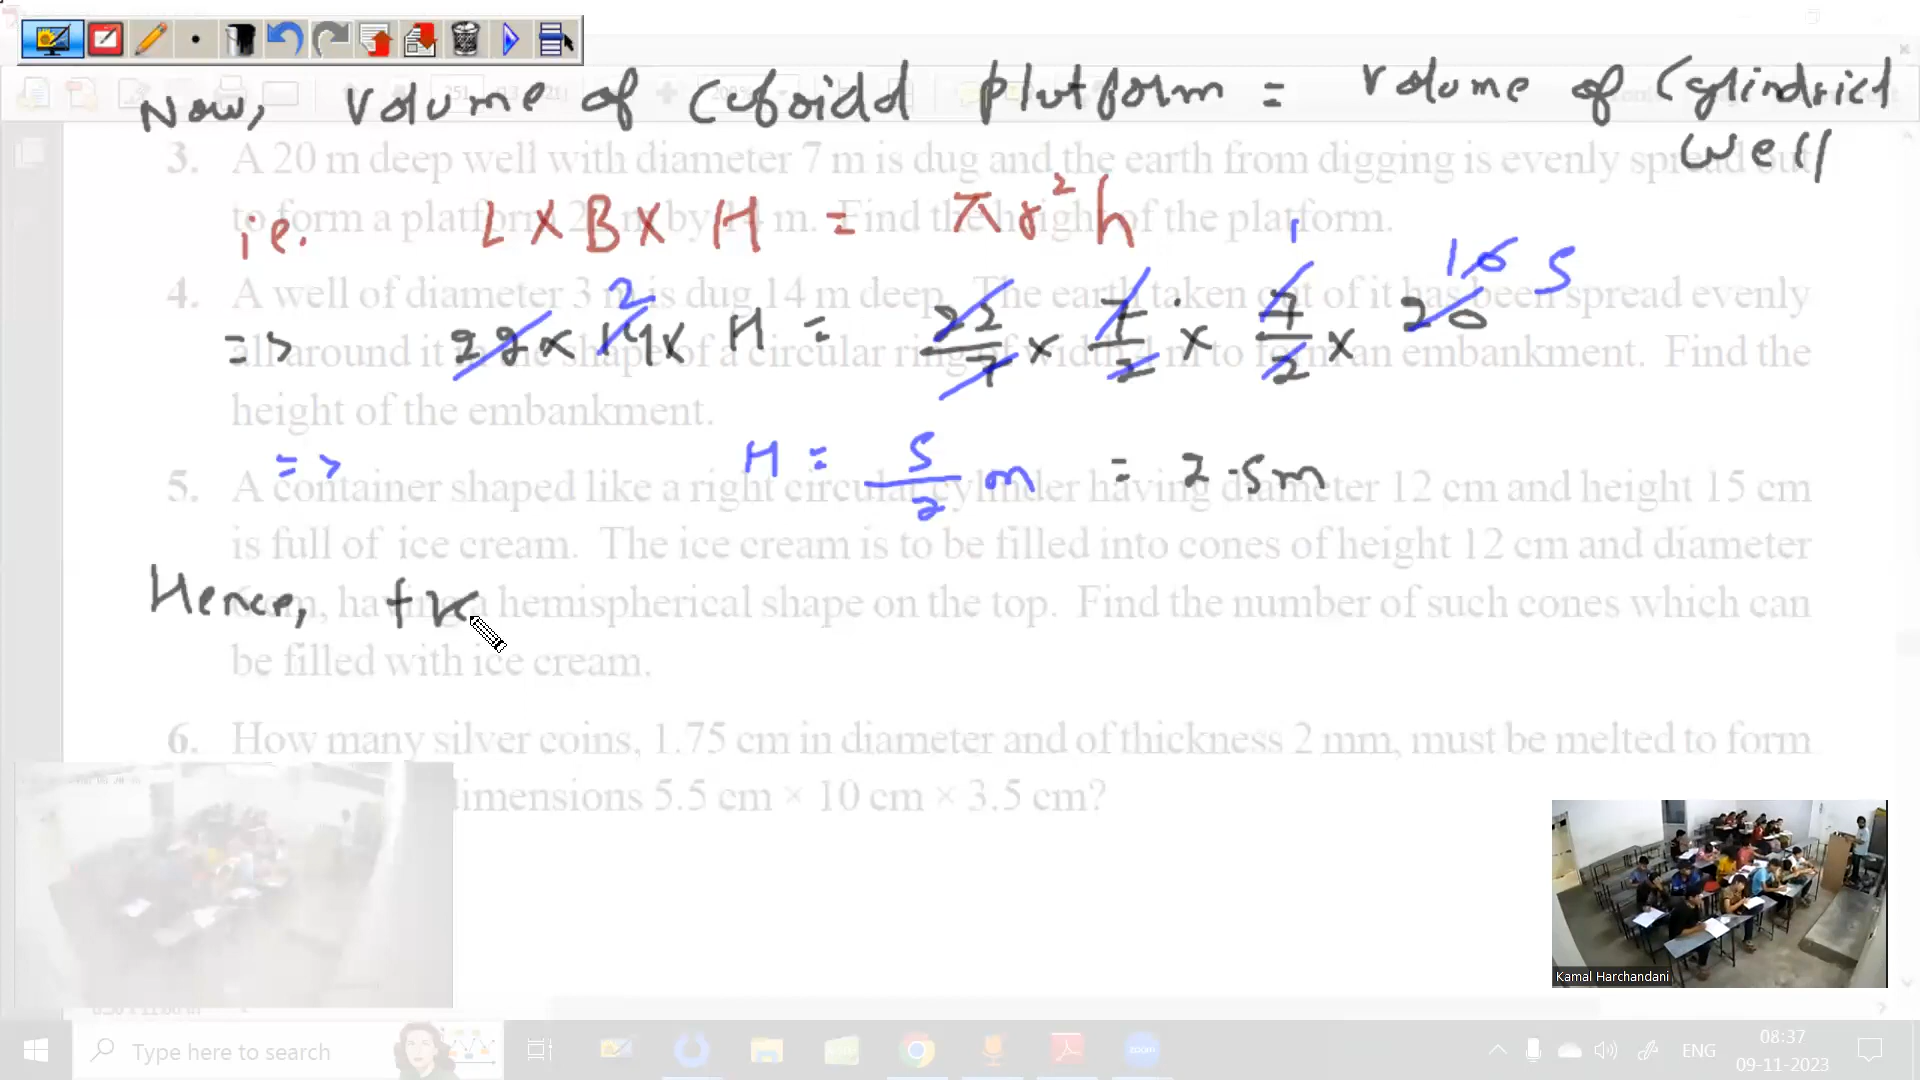 Now, volume of Cuboidal platform = volume of Cylindrical
well
3. A 20 m deep well with diameter 7 m is dug and the earth from digging is evenly spread out
to form a platform 22 m by 14 m. Find the height of the platform.
i.e. L × B × H = πr²h
4. A well of diameter 3 m is dug 14 m deep. The earth taken out of it has been spread evenly
2 1 10 5
=> 22 × 14 × H = 22/7 × 7/2 × 7/2 × 20
all around it in the shape of a circular ring of width 4 m to form an embankment. Find the
height of the embankment.
=> H = 5/2 m = 2.5m
5. A container shaped like a right circular cylinder having diameter 12 cm and height 15 cm
is full of ice cream. The ice cream is to be filled into cones of height 12 cm and diameter
Hence, the
6 cm, having a hemispherical shape on the top. Find the number of such cones which can
be filled with ice cream.
6. How many silver coins, 1.75 cm in diameter and of thickness 2 mm, must be melted to form
dimensions 5.5 cm × 10 cm × 3.5 cm?
Kamal Harchandani
Type here to search
zoom
ENG
08:37
09-11-2023